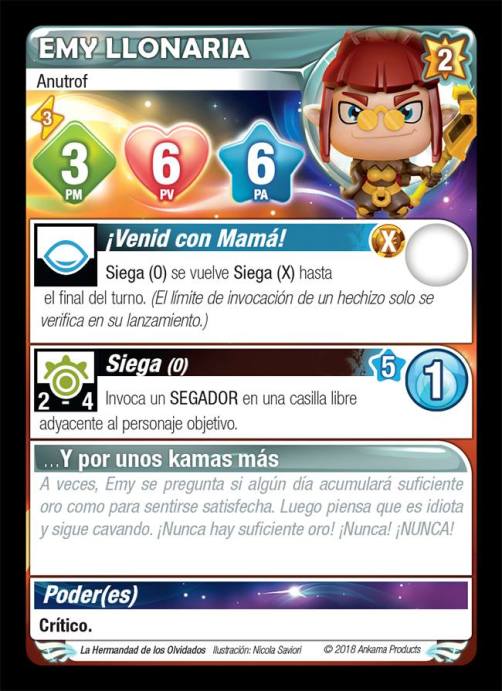 EMY LLONARIA
2
Anutrof
3
3
PM
6
PV
6
PA
¡Venid con Mamá!
X
Siega (0) se vuelve Siega (X) hasta
el final del turno. (El límite de invocación de un hechizo solo se
verifica en su lanzamiento.)
Siega (0)
5
1
2 - 4
Invoca un SEGADOR en una casilla libre
adyacente al personaje objetivo.
...Y por unos kamas más
A veces, Emy se pregunta si algún día acumulará suficiente
oro como para sentirse satisfecha. Luego piensa que es idiota
y sigue cavando. ¡Nunca hay suficiente oro! ¡Nunca! ¡NUNCA!
Poder(es)
Crítico.
La Hermandad de los Olvidados Ilustración: Nicola Saviori © 2018 Ankama Products